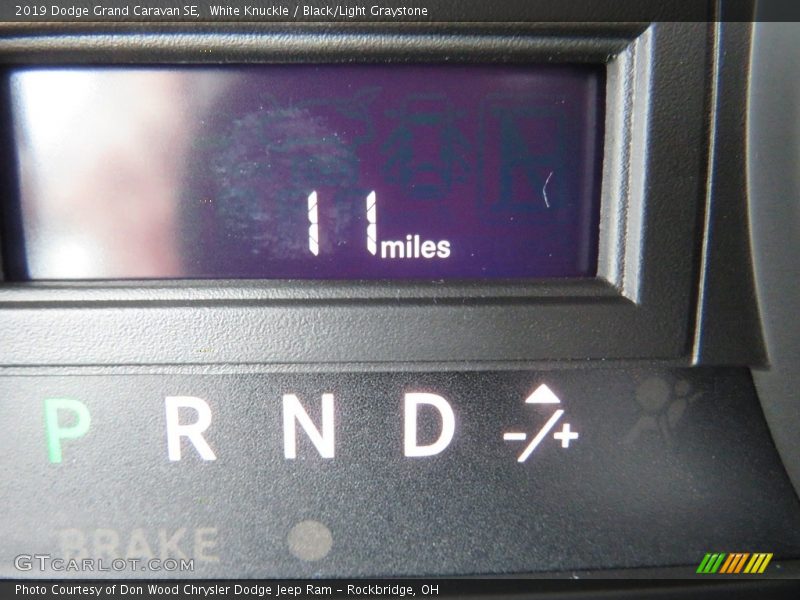 2019 Dodge Grand Caravan SE, White Knuckle / Black/Light Graystone
11 miles
P R N D -/+
BRAKE
GTcarlot.com
Photo Courtesy of Don Wood Chrysler Dodge Jeep Ram - Rockbridge, OH